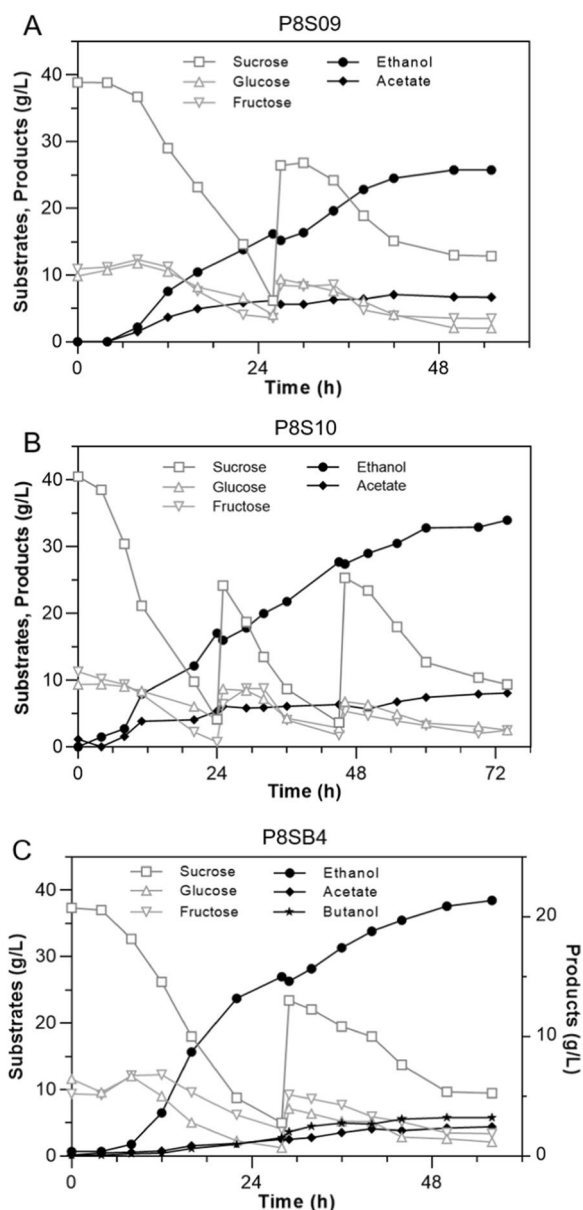 A
P8S09
Sucrose
Glucose
Fructose
Ethanol
Acetate
Substrates, Products (g/L)
40
30
20
10
0
0
24
48
Time (h)
B
P8S10
Sucrose
Glucose
Fructose
Ethanol
Acetate
Substrates, Products (g/L)
40
30
20
10
0
0
24
48
72
Time (h)
C
P8SB4
Sucrose
Glucose
Fructose
Ethanol
Acetate
Butanol
Substrates (g/L)
40
30
20
10
0
20
10
0
Products (g/L)
0
24
48
Time (h)